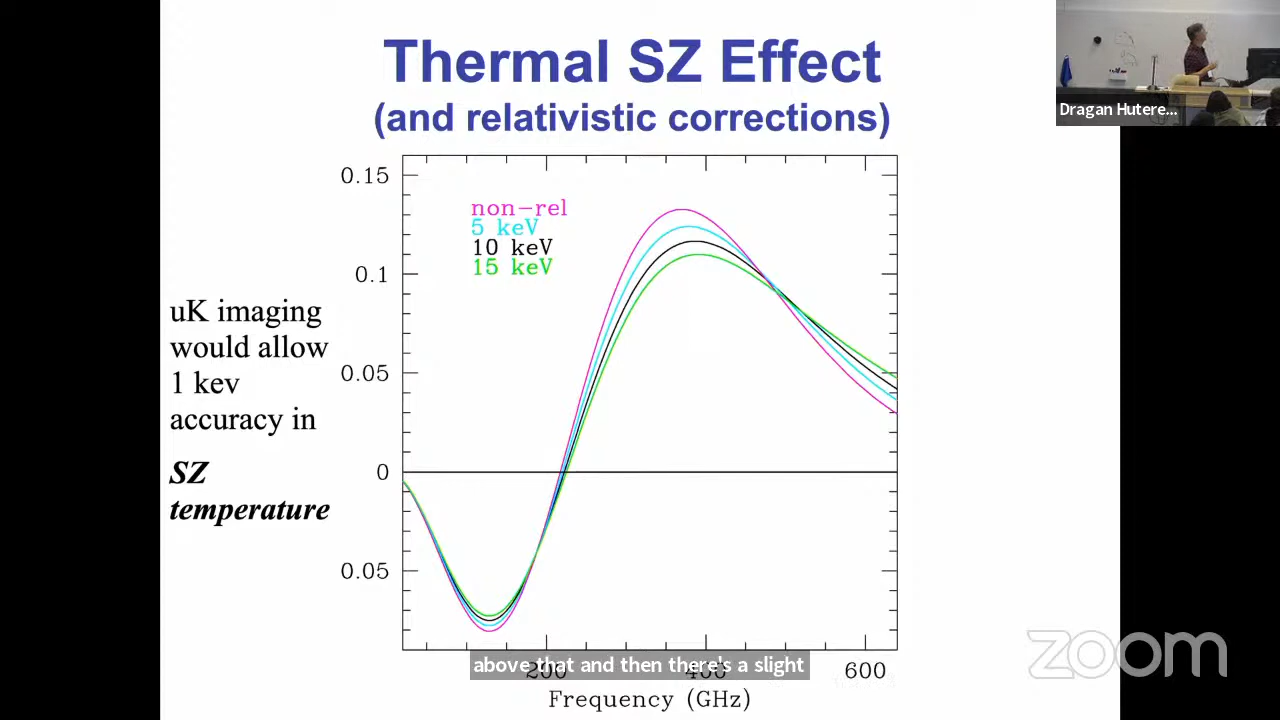 Thermal SZ Effect
(and relativistic corrections)
Dragan Hutere...
0.15
0.1
0.05
0
0.05
non-rel
5 keV
10 keV
15 keV
uK imaging
would allow
1 kev
accuracy in
SZ
temperature
200
400
600
above that and then there's a slight
Frequency (GHz)
zoom